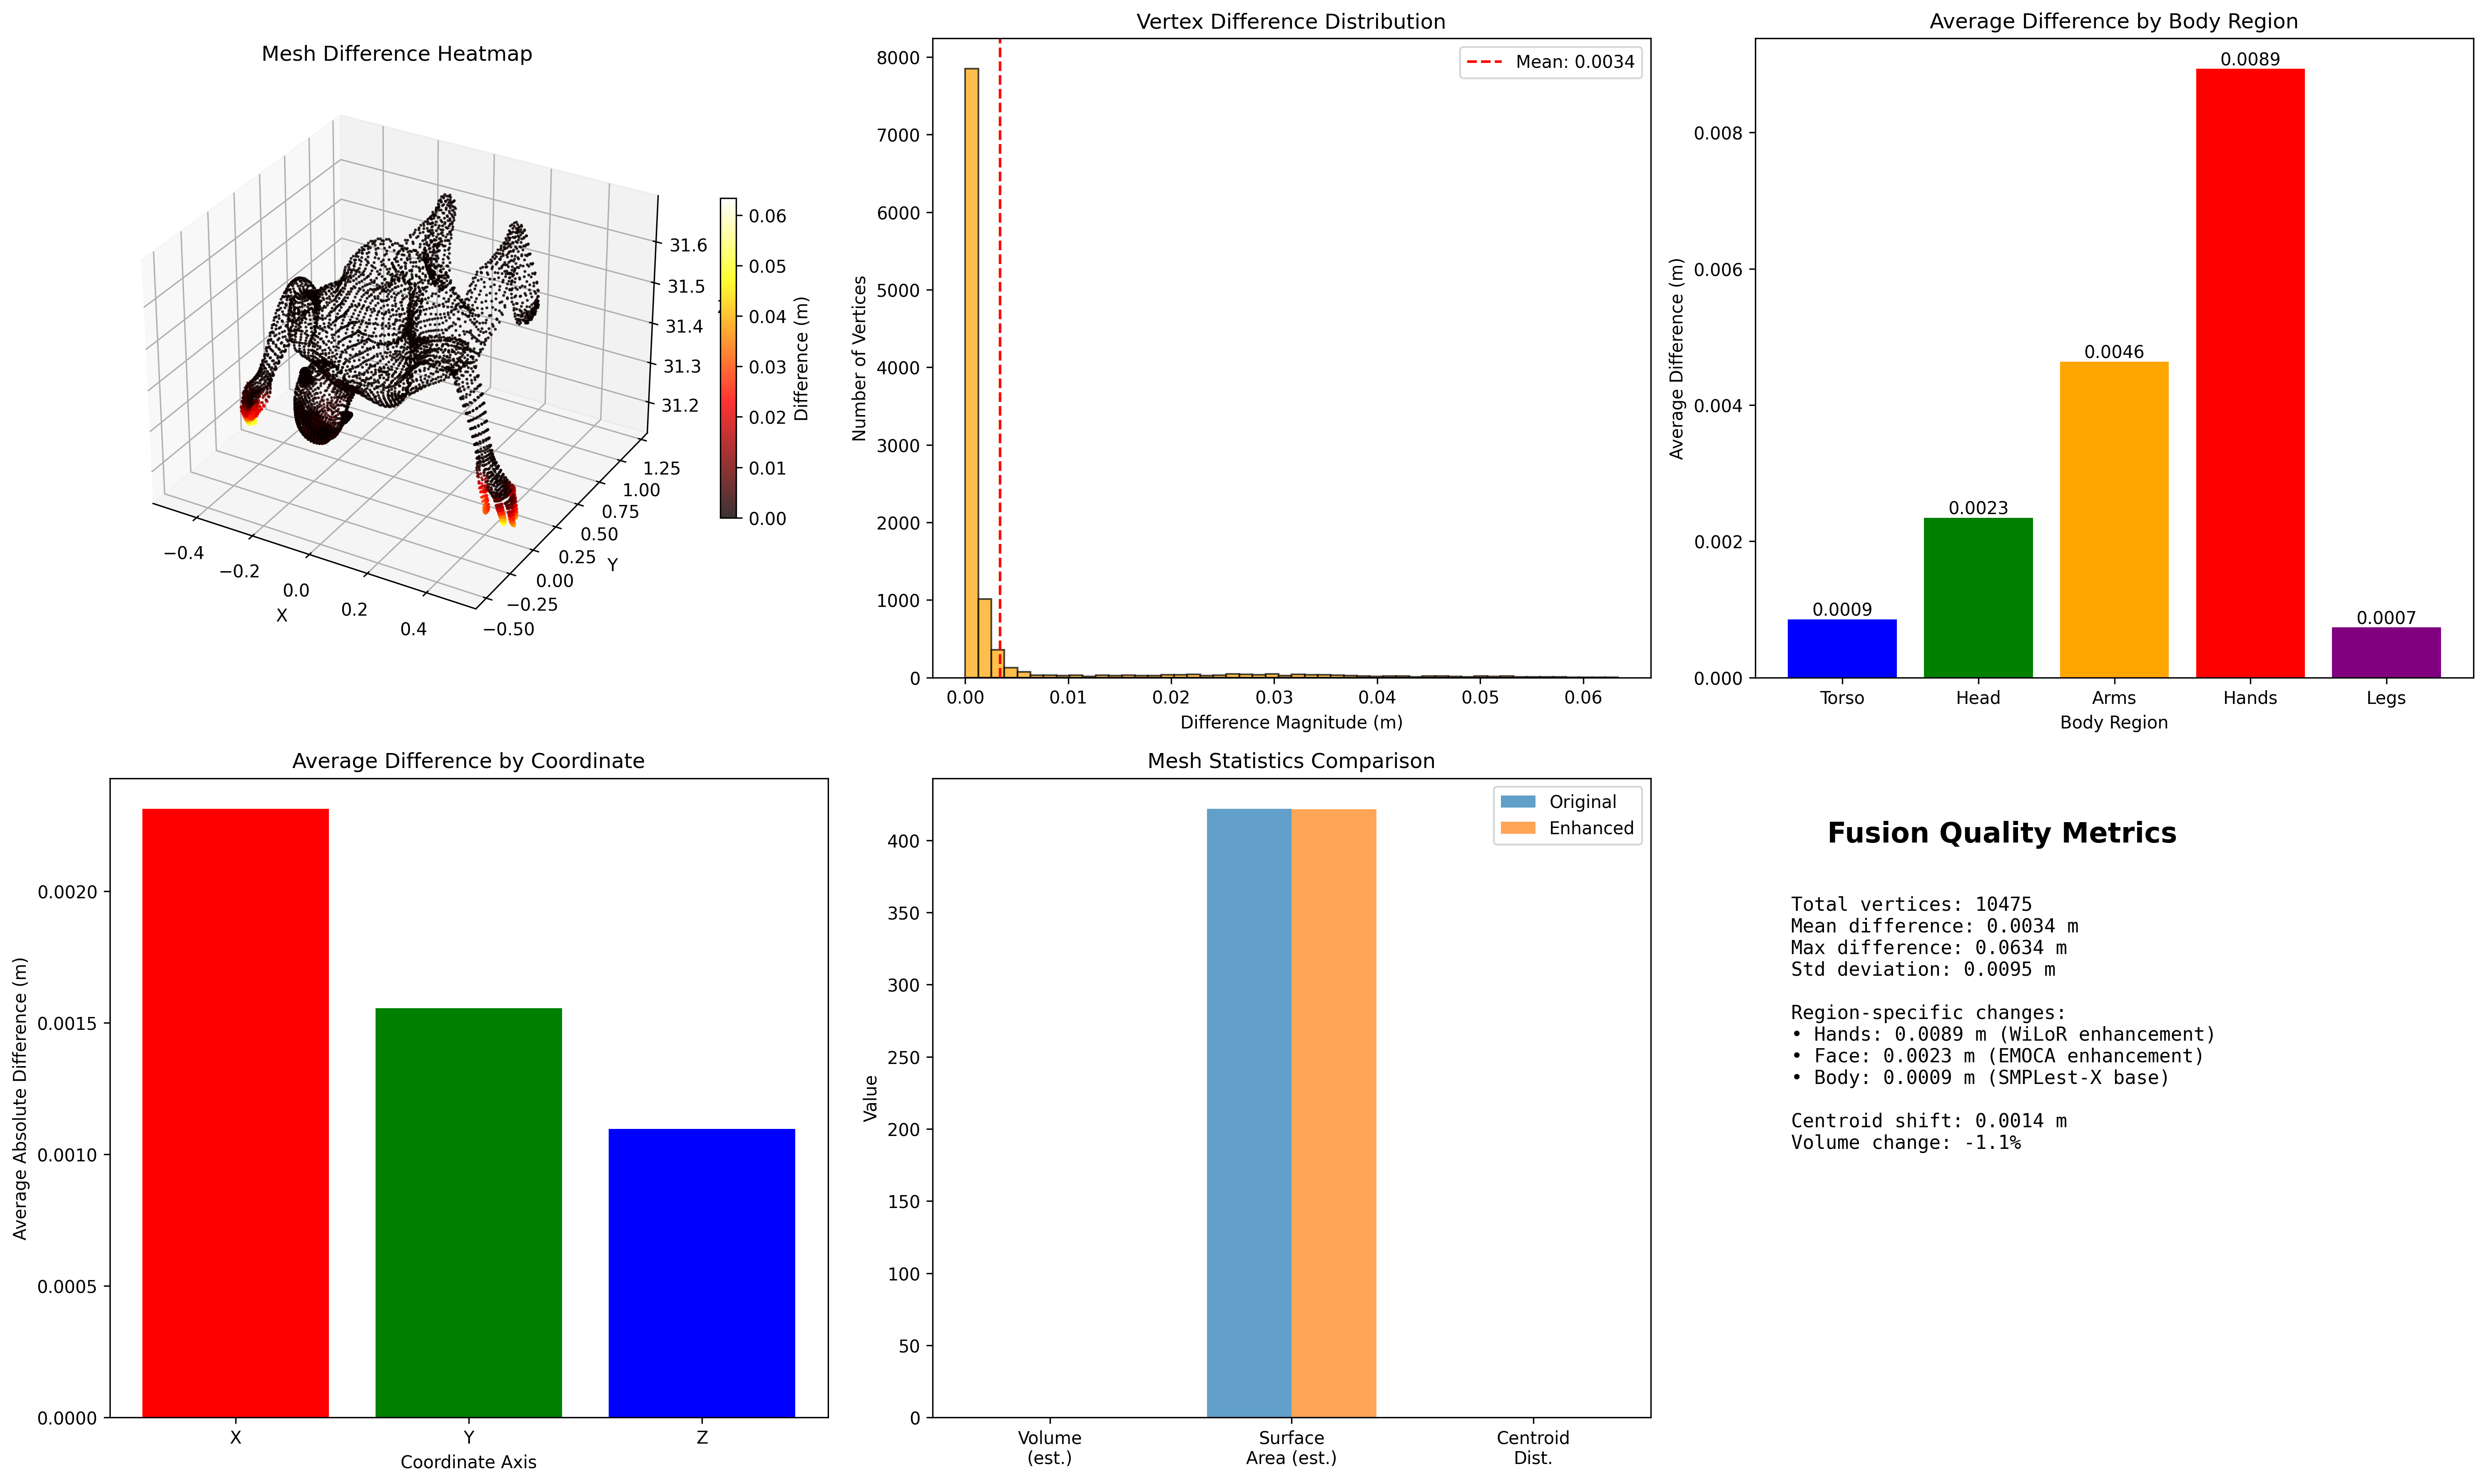 Mesh Difference Heatmap
31.6
31.5
31.4
31.3
31.2
1.25
1.00
0.75
0.50
0.25
0.00
−0.25
−0.50
Y
−0.4
−0.2
0.0
0.2
0.4
X
0.06
0.05
0.04
0.03
0.02
0.01
0.00
Difference (m)
Vertex Difference Distribution
Mean: 0.0034
8000
7000
6000
5000
4000
3000
2000
1000
0
Number of Vertices
0.00 0.01 0.02 0.03 0.04 0.05 0.06
Difference Magnitude (m)
Average Difference by Body Region
0.008
0.006
0.004
0.002
0.000
Average Difference (m)
0.0009
0.0023
0.0046
0.0089
0.0007
Torso Head Arms Hands Legs
Body Region
Average Difference by Coordinate
0.0020
0.0015
0.0010
0.0005
0.0000
Average Absolute Difference (m)
X Y Z
Coordinate Axis
Mesh Statistics Comparison
Original
Enhanced
400
350
300
250
200
150
100
50
0
Value
Volume
(est.)
Surface
Area (est.)
Centroid
Dist.
Fusion Quality Metrics
Total vertices: 10475
Mean difference: 0.0034 m
Max difference: 0.0634 m
Std deviation: 0.0095 m
Region-specific changes:
• Hands: 0.0089 m (WiLoR enhancement)
• Face: 0.0023 m (EMOCA enhancement)
• Body: 0.0009 m (SMPLest-X base)
Centroid shift: 0.0014 m
Volume change: -1.1%